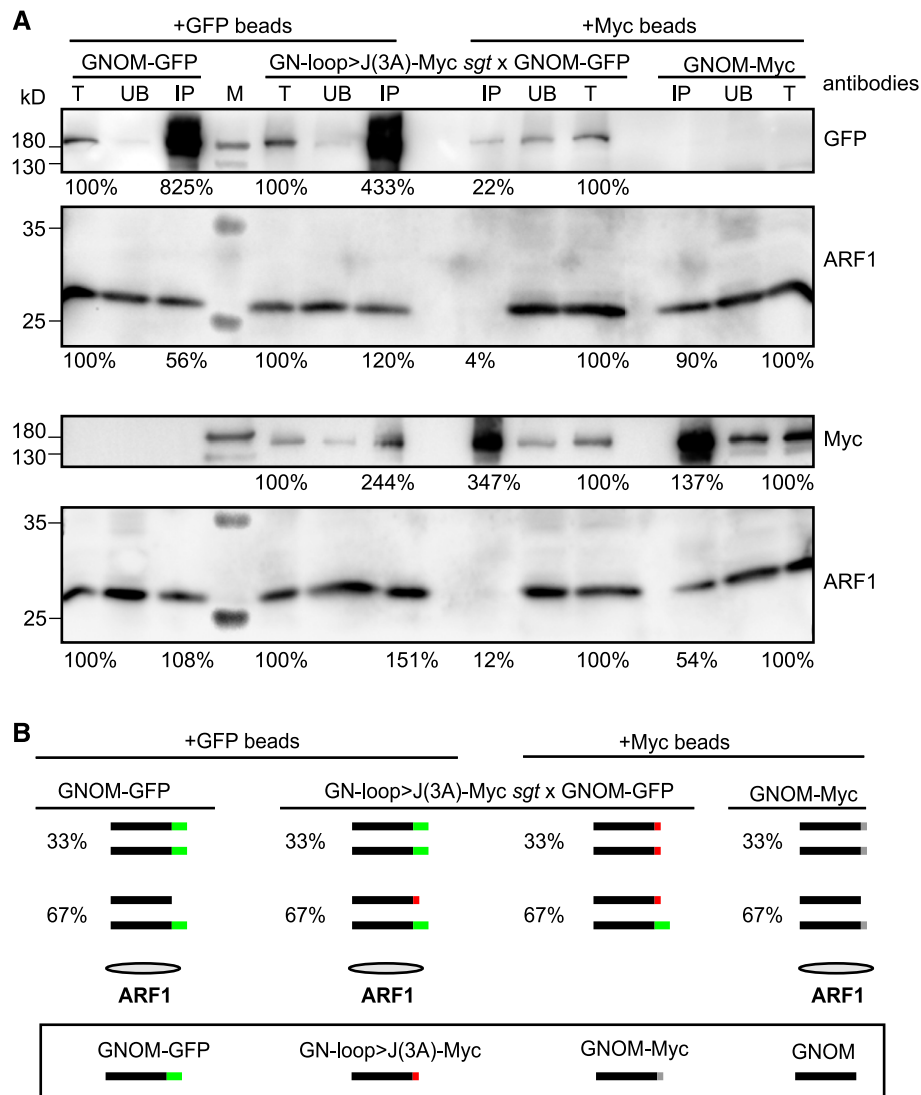 A
+GFP beads +Myc beads
GNOM-GFP GN-loop>J(3A)-Myc sgt x GNOM-GFP GNOM-Myc antibodies
kD T UB IP M T UB IP IP UB T IP UB T
180 GFP
130
100% 825% 100% 433% 22% 100%
35
ARF1
25
100% 56% 100% 120% 4% 100% 90% 100%
180 Myc
130
100% 244% 347% 100% 137% 100%
35
ARF1
25
100% 108% 100% 151% 12% 100% 54% 100%
B
+GFP beads +Myc beads
GNOM-GFP GN-loop>J(3A)-Myc sgt x GNOM-GFP GNOM-Myc
33% 33% 33% 33%
67% 67% 67% 67%
ARF1 ARF1 ARF1
GNOM-GFP GN-loop>J(3A)-Myc GNOM-Myc GNOM